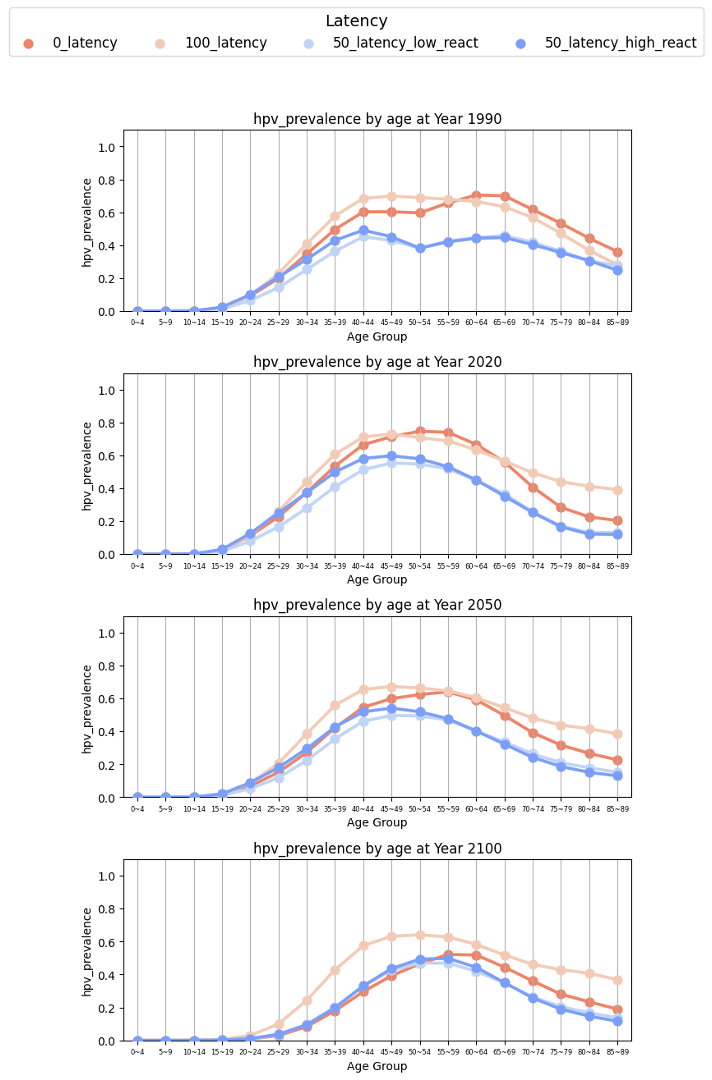 Latency
0_latency 100_latency 50_latency_low_react 50_latency_high_react
hpv_prevalence by age at Year 1990
hpv_prevalence
1.0
0.8
0.6
0.4
0.2
0.0
0~4 5~9 10~14 15~19 20~24 25~29 30~34 35~39 40~44 45~49 50~54 55~59 60~64 65~69 70~74 75~79 80~84 85~89
Age Group
hpv_prevalence by age at Year 2020
hpv_prevalence
1.0
0.8
0.6
0.4
0.2
0.0
0~4 5~9 10~14 15~19 20~24 25~29 30~34 35~39 40~44 45~49 50~54 55~59 60~64 65~69 70~74 75~79 80~84 85~89
Age Group
hpv_prevalence by age at Year 2050
hpv_prevalence
1.0
0.8
0.6
0.4
0.2
0.0
0~4 5~9 10~14 15~19 20~24 25~29 30~34 35~39 40~44 45~49 50~54 55~59 60~64 65~69 70~74 75~79 80~84 85~89
Age Group
hpv_prevalence by age at Year 2100
hpv_prevalence
1.0
0.8
0.6
0.4
0.2
0.0
0~4 5~9 10~14 15~19 20~24 25~29 30~34 35~39 40~44 45~49 50~54 55~59 60~64 65~69 70~74 75~79 80~84 85~89
Age Group